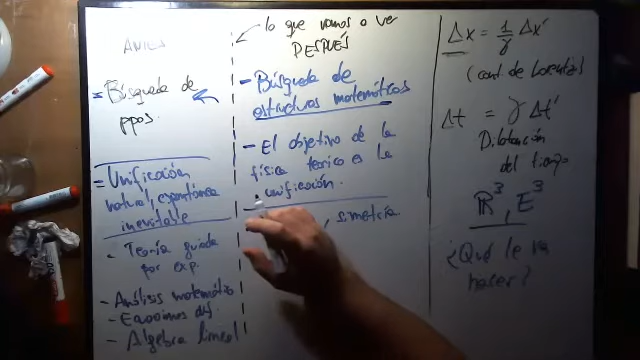 ANTES
= Búsqueda de
ppos.
= Unificación
natural, espontánea
inevitable
- Teoría guiada
por exp.
- Análisis matemático
- Ecuaciones dif.
- Algebra lineal
lo que vamos a ver
DESPUÉS
- Búsqueda de
estructuras matemáticas
- El objetivo de la
física teórica es la
unificación.
, simetría.
Δx = 1/γ Δx'
(cont. de Lorentz)
Δt = γ Δt'
Dilatación
del tiempo
ℝ³, E³
¿Qué le va
hacer?